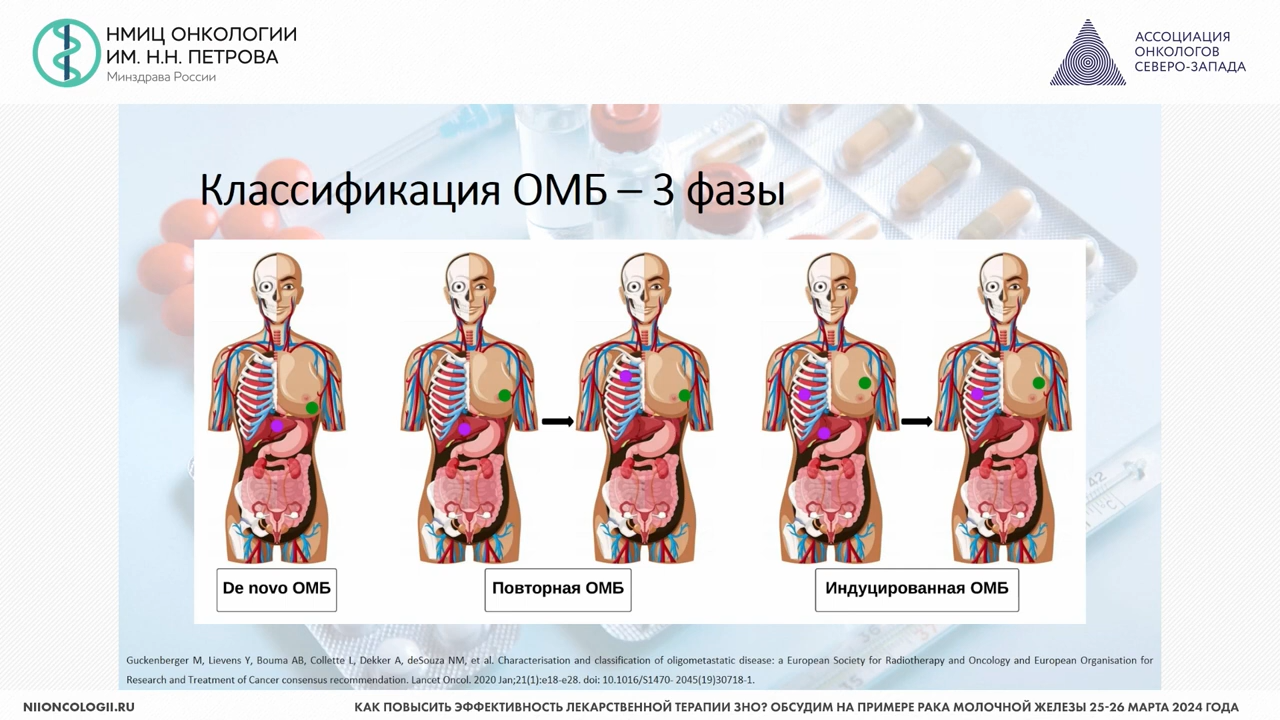 НМИЦ ОНКОЛОГИИ
ИМ. Н.Н. ПЕТРОВА
Минздрава России
АССОЦИАЦИЯ
ОНКОЛОГОВ
СЕВЕРО-ЗАПАДА
Классификация ОМБ – 3 фазы
De novo ОМБ
Повторная ОМБ
Индуцированная ОМБ
42
°C
36
35
Guckenberger M, Lievens Y, Bouma AB, Collette L, Dekker A, deSouza NM, et al. Characterisation and classification of oligometastatic disease: a European Society for Radiotherapy and Oncology and European Organisation for
Research and Treatment of Cancer consensus recommendation. Lancet Oncol. 2020 Jan;21(1):e18-e28. doi: 10.1016/S1470- 2045(19)30718-1.
NIIONCOLOGII.RU
КАК ПОВЫСИТЬ ЭФФЕКТИВНОСТЬ ЛЕКАРСТВЕННОЙ ТЕРАПИИ ЗНО? ОБСУДИМ НА ПРИМЕРЕ РАКА МОЛОЧНОЙ ЖЕЛЕЗЫ 25-26 МАРТА 2024 ГОДА